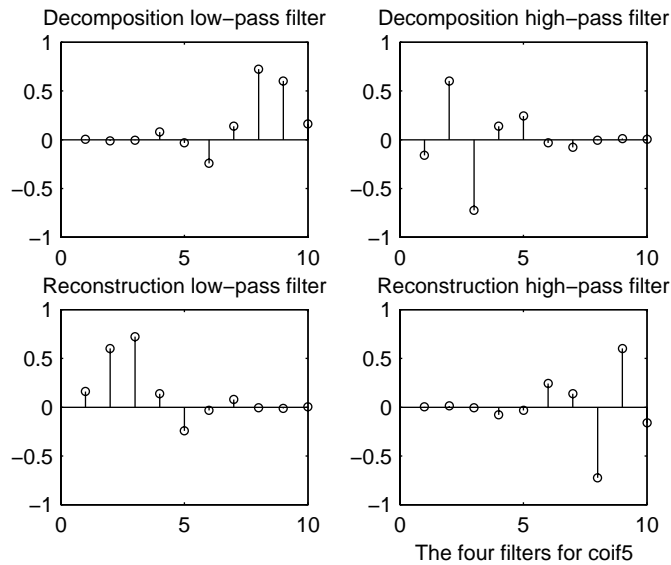 Decomposition low−pass filter
1
0.5
0
−0.5
−1
0 5 10
Decomposition high−pass filter
1
0.5
0
−0.5
−1
0 5 10
Reconstruction low−pass filter
1
0.5
0
−0.5
−1
0 5 10
Reconstruction high−pass filter
1
0.5
0
−0.5
−1
0 5 10
The four filters for coif5